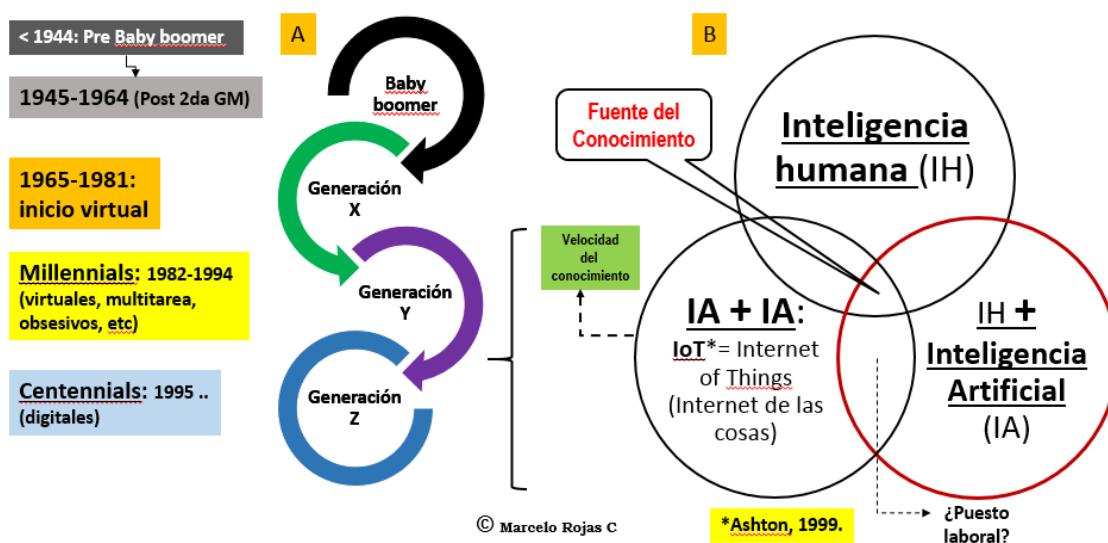 < 1944: Pre Baby boomer
1945-1964 (Post 2da GM)
1965-1981:
inicio virtual
Millennials: 1982-1994
(virtuales, multitarea,
obsesivos, etc)
Centennials: 1995 ..
(digitales)
A
Baby
boomer
Generación
X
Generación
Y
Generación
Z
© Marcelo Rojas C
B
Fuente del
Conocimiento
Inteligencia
humana (IH)
Velocidad
del
conocimiento
IA + IA:
IoT*= Internet
of Things
(Internet de las
cosas)
IH +
Inteligencia
Artificial
(IA)
*Ashton, 1999.
¿Puesto
laboral?